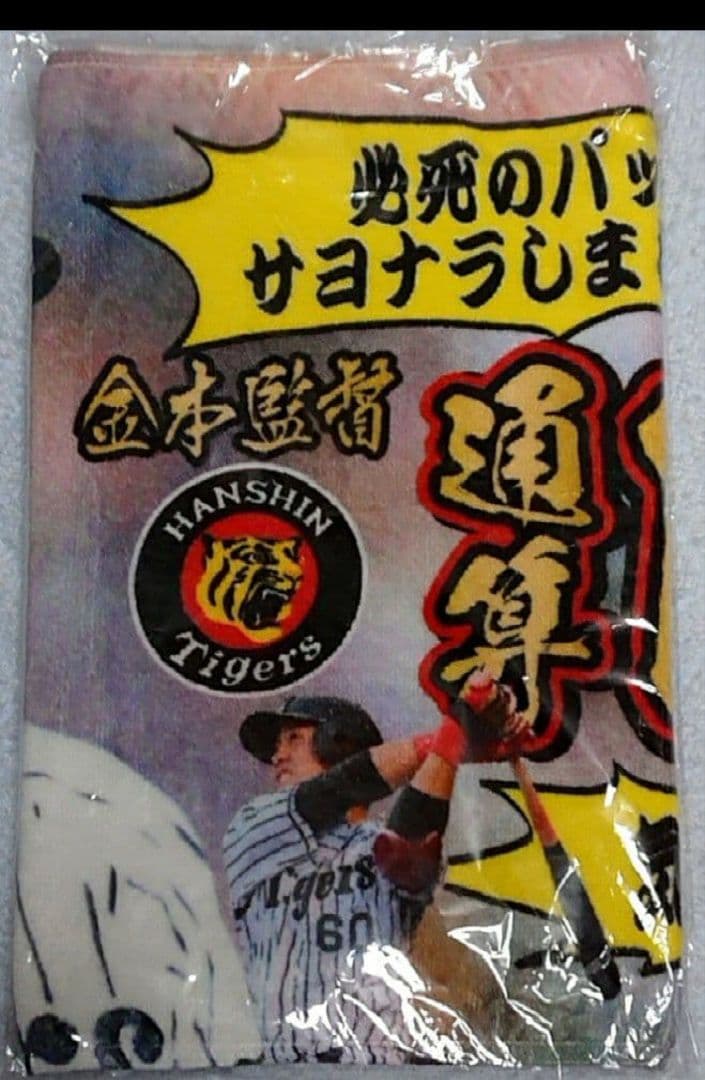 必死のパッ
サヨナラしま
金本監督
通算
HANSHIN
Tigers
Tigers
60